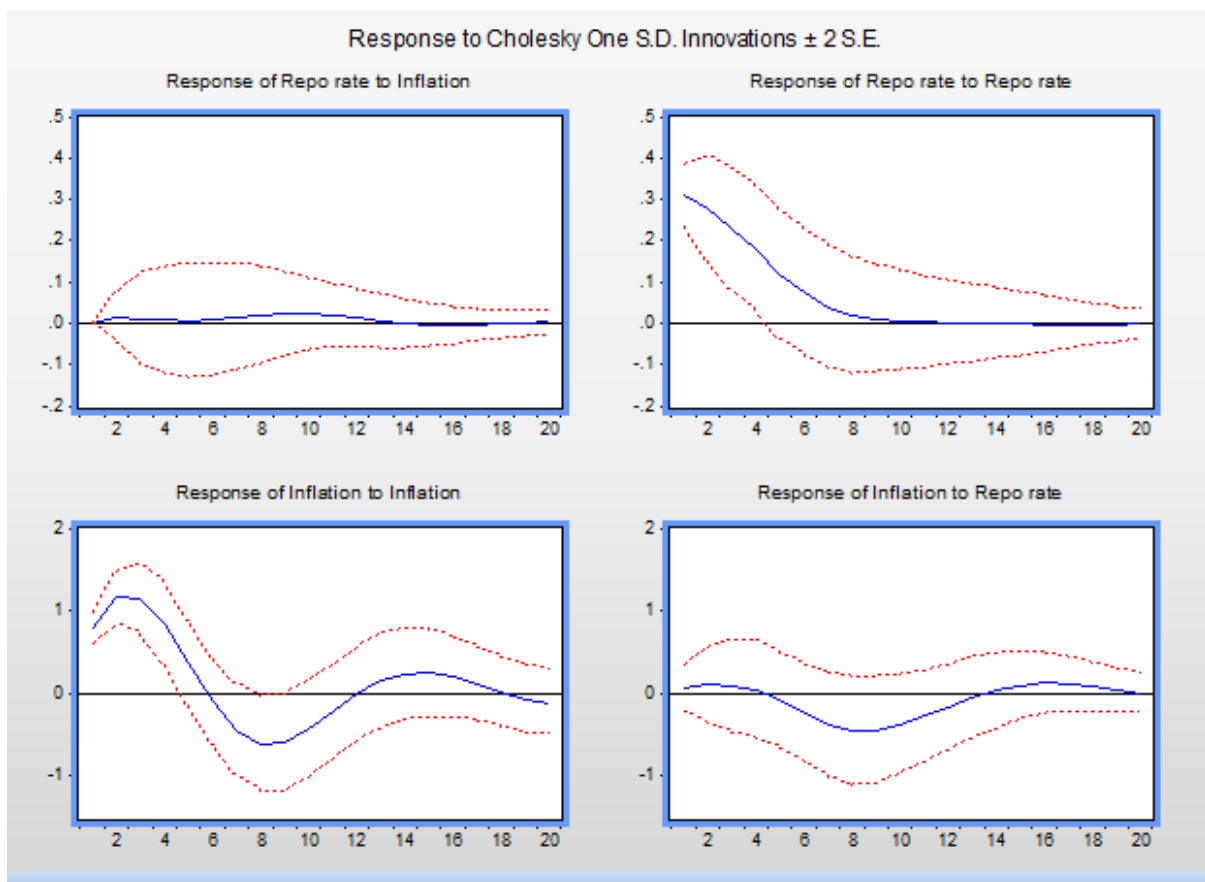 Response to Cholesky One S.D. Innovations ± 2 S.E.
Response of Repo rate to Inflation
.5
.4
.3
.2
.1
.0
-.1
-.2
2 4 6 8 10 12 14 16 18 20
Response of Repo rate to Repo rate
.5
.4
.3
.2
.1
.0
-.1
-.2
2 4 6 8 10 12 14 16 18 20
Response of Inflation to Inflation
2
1
0
-1
2 4 6 8 10 12 14 16 18 20
Response of Inflation to Repo rate
2
1
0
-1
2 4 6 8 10 12 14 16 18 20